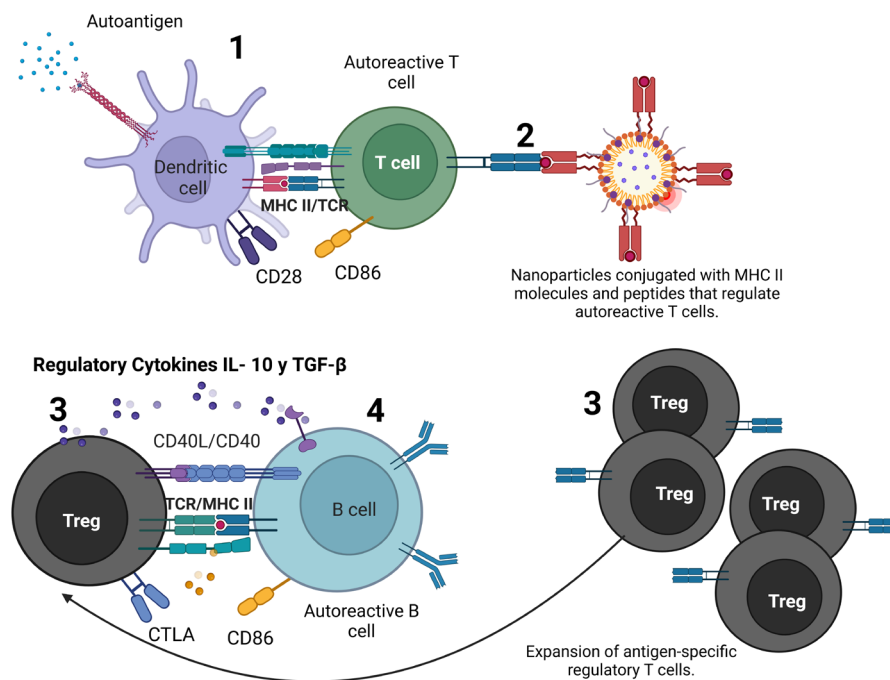 Autoantigen
1
Autoreactive T
cell
Dendritic
cell
T cell
2
MHC II/TCR
CD28
CD86
Nanoparticles conjugated with MHC II
molecules and peptides that regulate
autoreactive T cells.
Regulatory Cytokines IL- 10 y TGF-β
3
4
CD40L/CD40
TCR/MHC II
Treg
B cell
CTLA
CD86
Autoreactive B
cell
3
Treg
Treg
Treg
Treg
Expansion of antigen-specific
regulatory T cells.